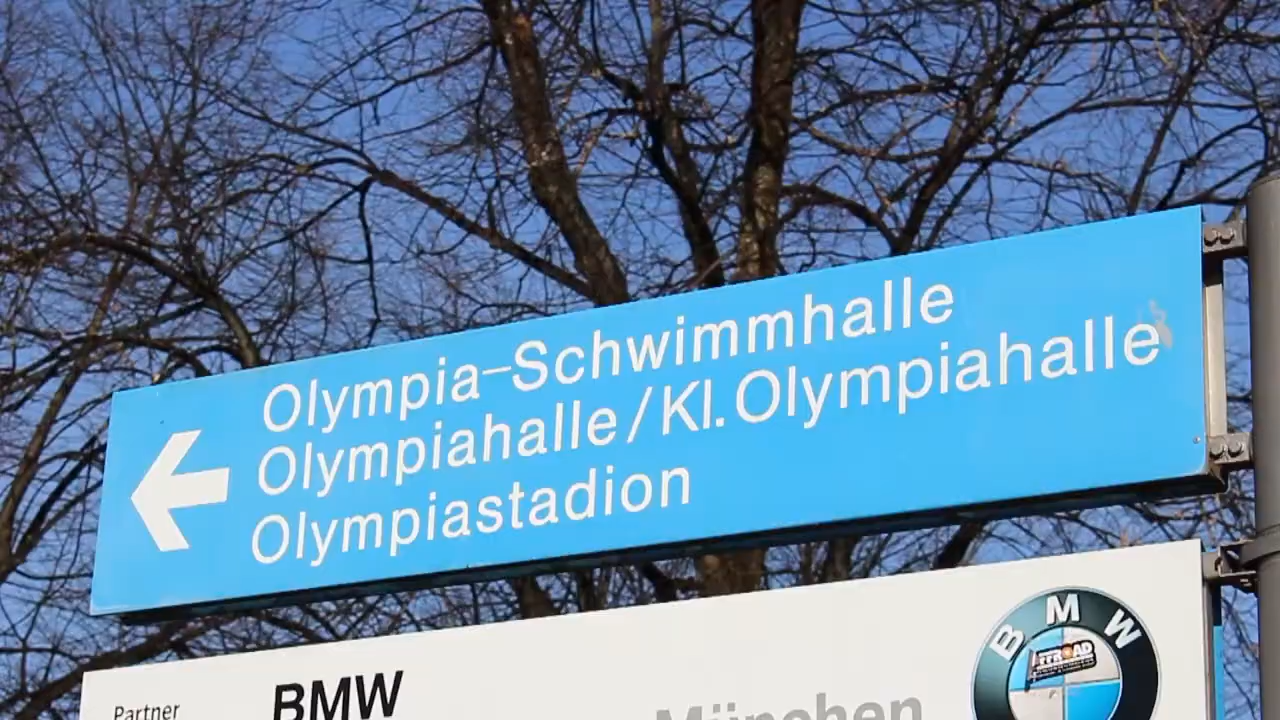 Olympia-Schwimmhalle
Olympiahalle/Kl. Olympiahalle
Olympiastadion
Partner
BMW
München
BMW